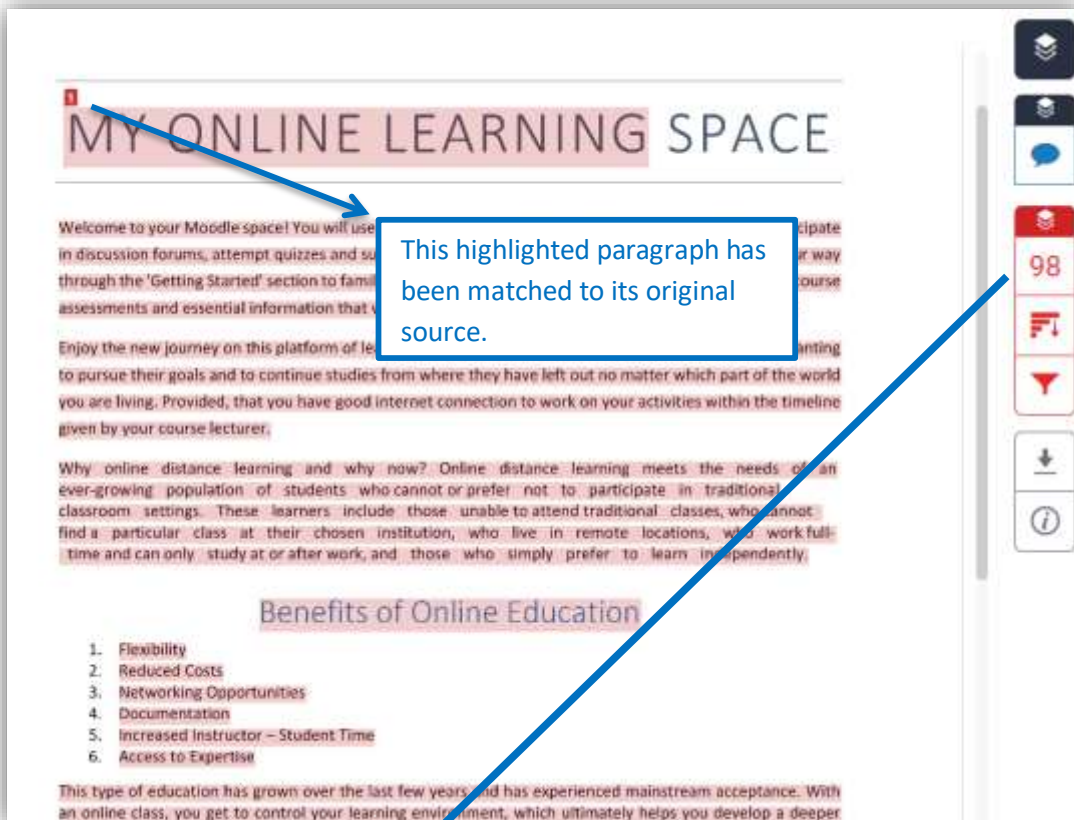 1
MY ONLINE LEARNING SPACE
Welcome to your Moodle space! You will use
cipate
in discussion forums, attempt quizzes and su
r way
through the 'Getting Started' section to famil
course
assessments and essential information that
This highlighted paragraph has
been matched to its original
source.
Enjoy the new journey on this platform of le
anting
to pursue their goals and to continue studies from where they have left out no matter which part of the world
you are living. Provided, that you have good internet connection to work on your activities within the timeline
given by your course lecturer.
Why online distance learning and why now? Online distance learning meets the needs of an
ever-growing population of students who cannot or prefer not to participate in traditional
classroom settings. These learners include those unable to attend traditional classes, who cannot
find a particular class at their chosen institution, who live in remote locations, who work full-
time and can only study at or after work, and those who simply prefer to learn independently.
Benefits of Online Education
1. Flexibility
2. Reduced Costs
3. Networking Opportunities
4. Documentation
5. Increased Instructor – Student Time
6. Access to Expertise
This type of education has grown over the last few years and has experienced mainstream acceptance. With
an online class, you get to control your learning environment, which ultimately helps you develop a deeper
98